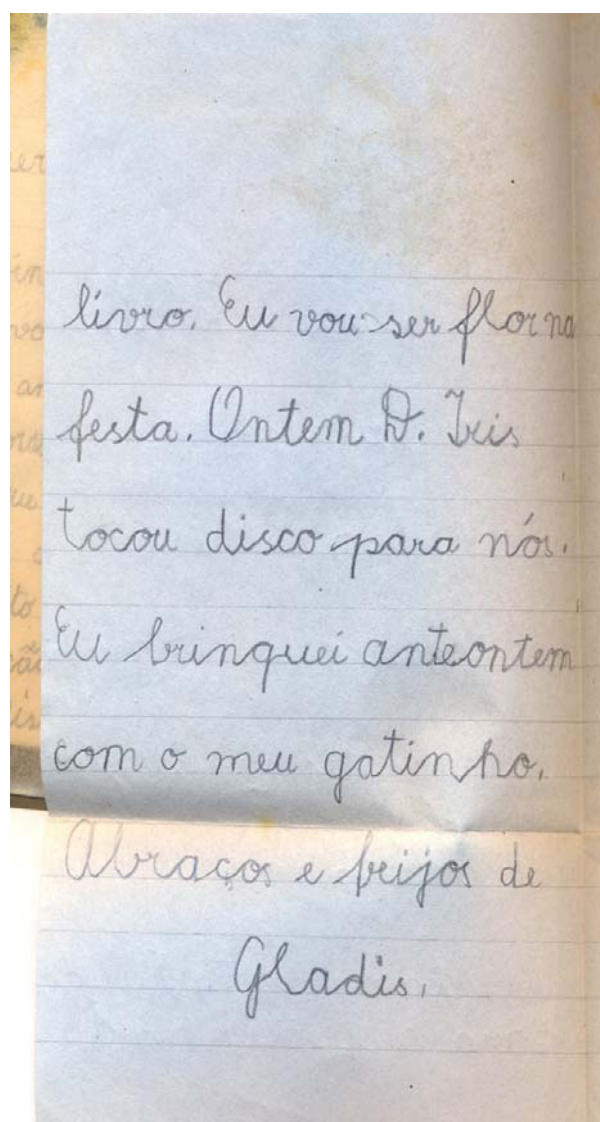 livro. Eu vou ser flor na
festa. Ontem D. Iris
tocou disco para nós.
Eu brinquei anteontem
com o meu gatinho.
Abraços e beijos de
Gladis.